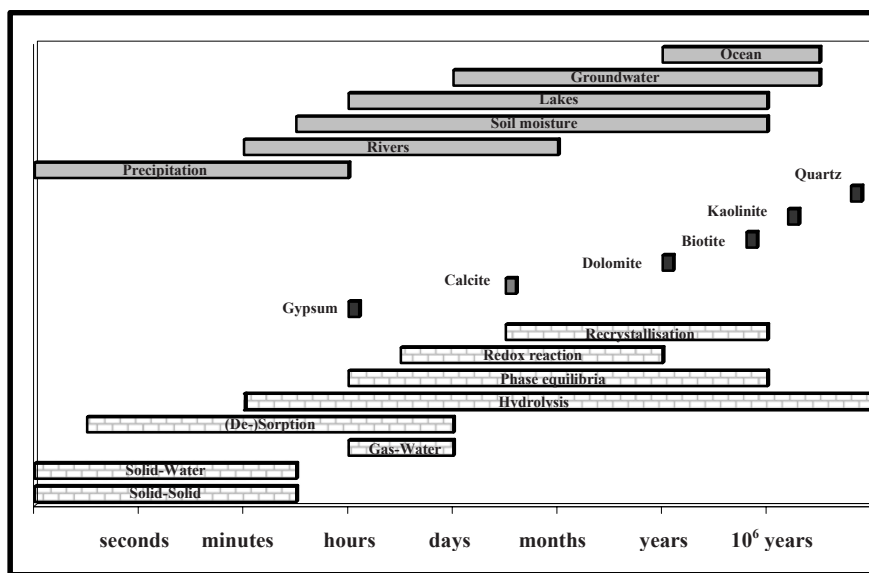 Ocean
Groundwater
Lakes
Soil moisture
Rivers
Precipitation
Quartz
Kaolinite
Biotite
Dolomite
Calcite
Gypsum
Recrystallisation
Redox reaction
Phase equilibria
Hydrolysis
(De-)Sorption
Gas-Water
Solid-Water
Solid-Solid
seconds minutes hours days months years 10⁶ years